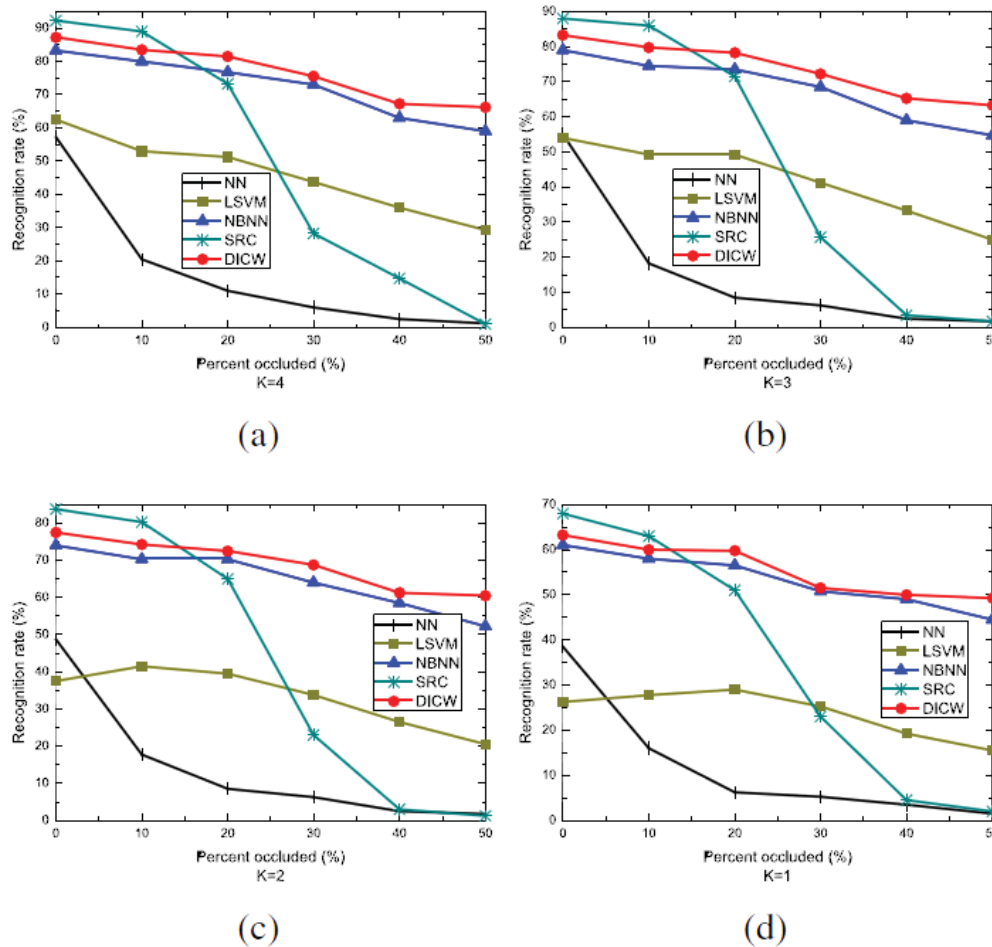 Recognition rate (%)
90
80
70
60
50
40
30
20
10
0
NN
LSVM
NBNN
SRC
DICW
0 10 20 30 40 50
Percent occluded (%)
K=4
(a)
Recognition rate (%)
90
80
70
60
50
40
30
20
10
0
NN
LSVM
NBNN
SRC
DICW
0 10 20 30 40 50
Percent occluded (%)
K=3
(b)
Recognition rate (%)
80
70
60
50
40
30
20
10
0
NN
LSVM
NBNN
SRC
DICW
0 10 20 30 40 50
Percent occluded (%)
K=2
(c)
Recognition rate (%)
70
60
50
40
30
20
10
0
NN
LSVM
NBNN
SRC
DICW
0 10 20 30 40 50
Percent occluded (%)
K=1
(d)